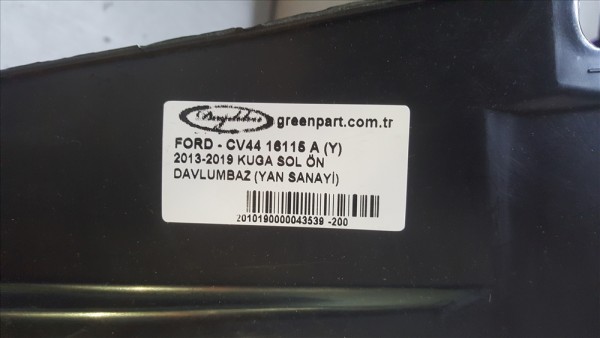 greenpart.com.tr
FORD - CV44 16115 A (Y)
2013-2019 KUGA SOL ÖN
DAVLUMBAZ (YAN SANAYİ)
2010190000043539 -200